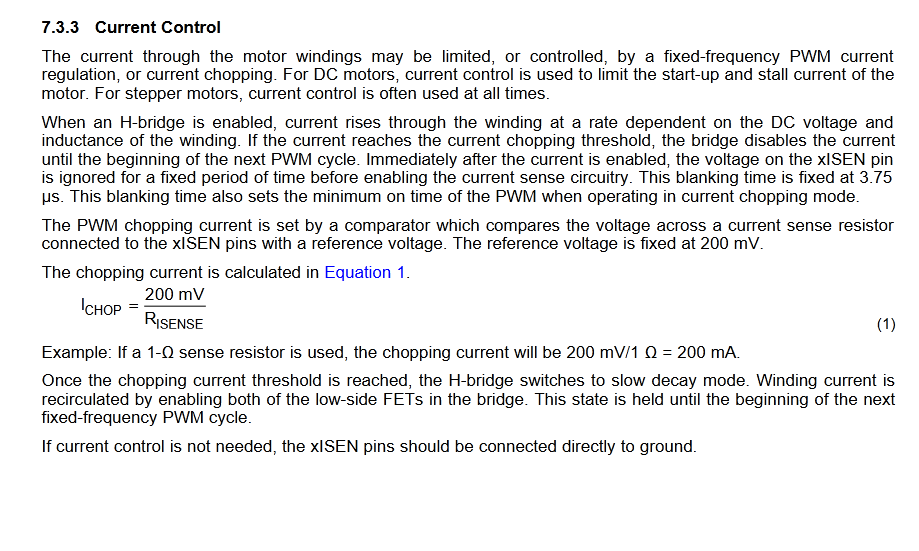 7.3.3 Current Control
The current through the motor windings may be limited, or controlled, by a fixed-frequency PWM current
regulation, or current chopping. For DC motors, current control is used to limit the start-up and stall current of the
motor. For stepper motors, current control is often used at all times.
When an H-bridge is enabled, current rises through the winding at a rate dependent on the DC voltage and
inductance of the winding. If the current reaches the current chopping threshold, the bridge disables the current
until the beginning of the next PWM cycle. Immediately after the current is enabled, the voltage on the xISEN pin
is ignored for a fixed period of time before enabling the current sense circuitry. This blanking time is fixed at 3.75
µs. This blanking time also sets the minimum on time of the PWM when operating in current chopping mode.
The PWM chopping current is set by a comparator which compares the voltage across a current sense resistor
connected to the xISEN pins with a reference voltage. The reference voltage is fixed at 200 mV.
The chopping current is calculated in Equation 1.
200 mV
ICHOP =
RISENSE
(1)
Example: If a 1-Ω sense resistor is used, the chopping current will be 200 mV/1 Ω = 200 mA.
Once the chopping current threshold is reached, the H-bridge switches to slow decay mode. Winding current is
recirculated by enabling both of the low-side FETs in the bridge. This state is held until the beginning of the next
fixed-frequency PWM cycle.
If current control is not needed, the xISEN pins should be connected directly to ground.